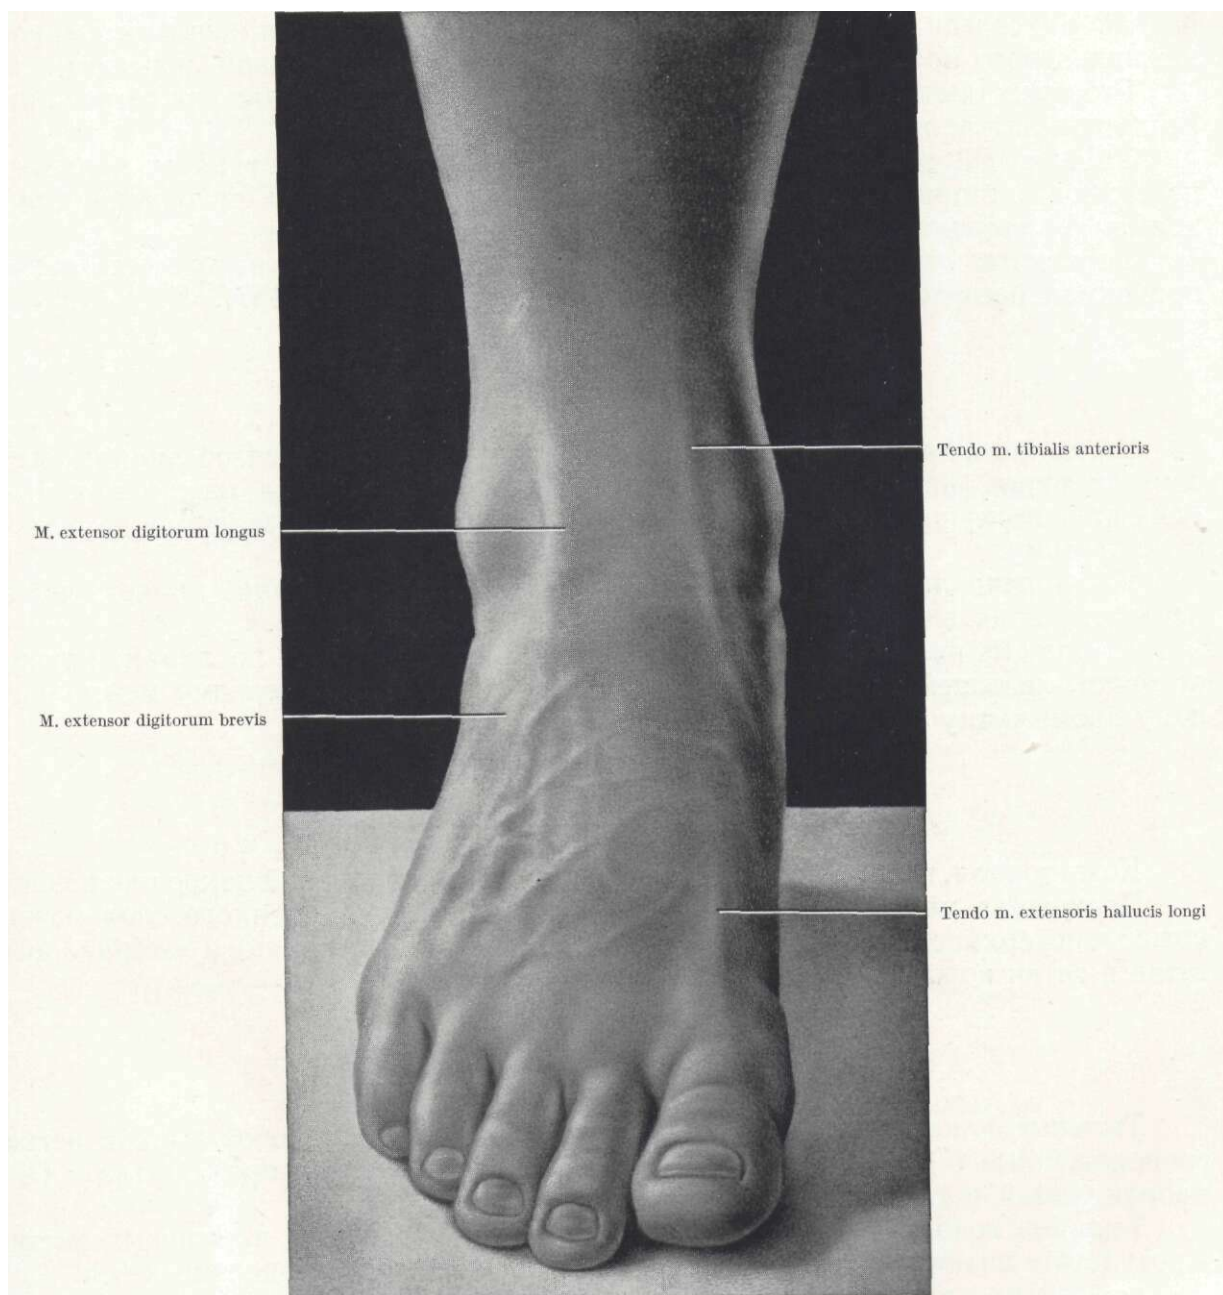 Tendo m. tibialis anterioris
M. extensor digitorum longus
M. extensor digitorum brevis
Tendo m. extensoris hallucis longi